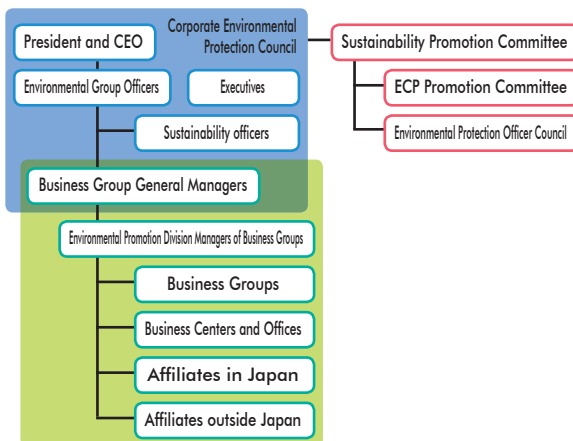 Corporate Environmental
Protection Council
President and CEO
Sustainability Promotion Committee
Environmental Group Officers
Executives
ECP Promotion Committee
Sustainability officers
Environmental Protection Officer Council
Business Group General Managers
Environmental Promotion Division Managers of Business Groups
Business Groups
Business Centers and Offices
Affiliates in Japan
Affiliates outside Japan